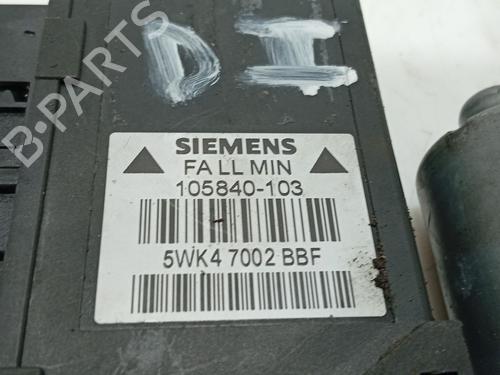 DI
B-PARTS
SIEMENS
FA LL MIN
105840-103
5WK4 7002 BBF